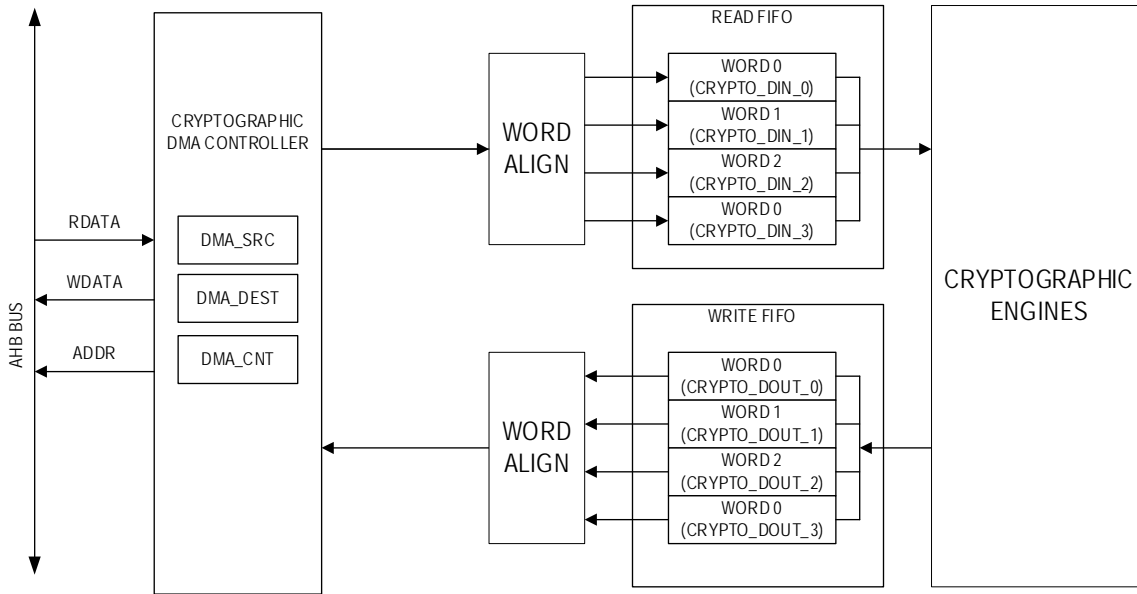 AHB BUS
RDATA
WDATA
ADDR
CRYPTOGRAPHIC
DMA CONTROLLER
DMA_SRC
DMA_DEST
DMA_CNT
WORD
ALIGN
READ FIFO
WORD 0
(CRYPTO_DIN_0)
WORD 1
(CRYPTO_DIN_1)
WORD 2
(CRYPTO_DIN_2)
WORD 0
(CRYPTO_DIN_3)
WORD
ALIGN
WRITE FIFO
WORD 0
(CRYPTO_DOUT_0)
WORD 1
(CRYPTO_DOUT_1)
WORD 2
(CRYPTO_DOUT_2)
WORD 0
(CRYPTO_DOUT_3)
CRYPTOGRAPHIC
ENGINES